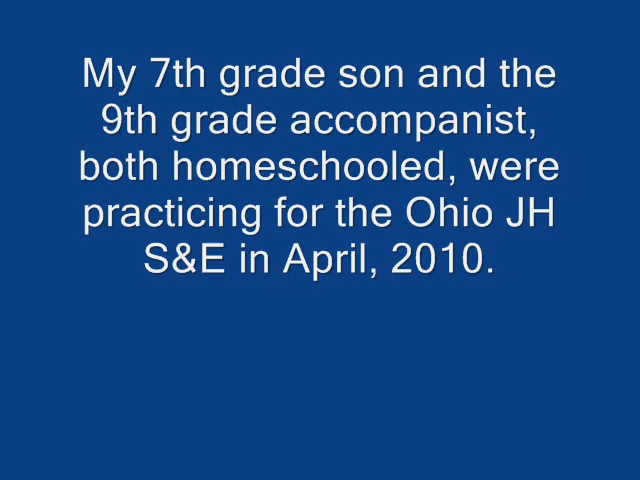 My 7th grade son and the
9th grade accompanist,
both homeschooled, were
practicing for the Ohio JH
S&E in April, 2010.